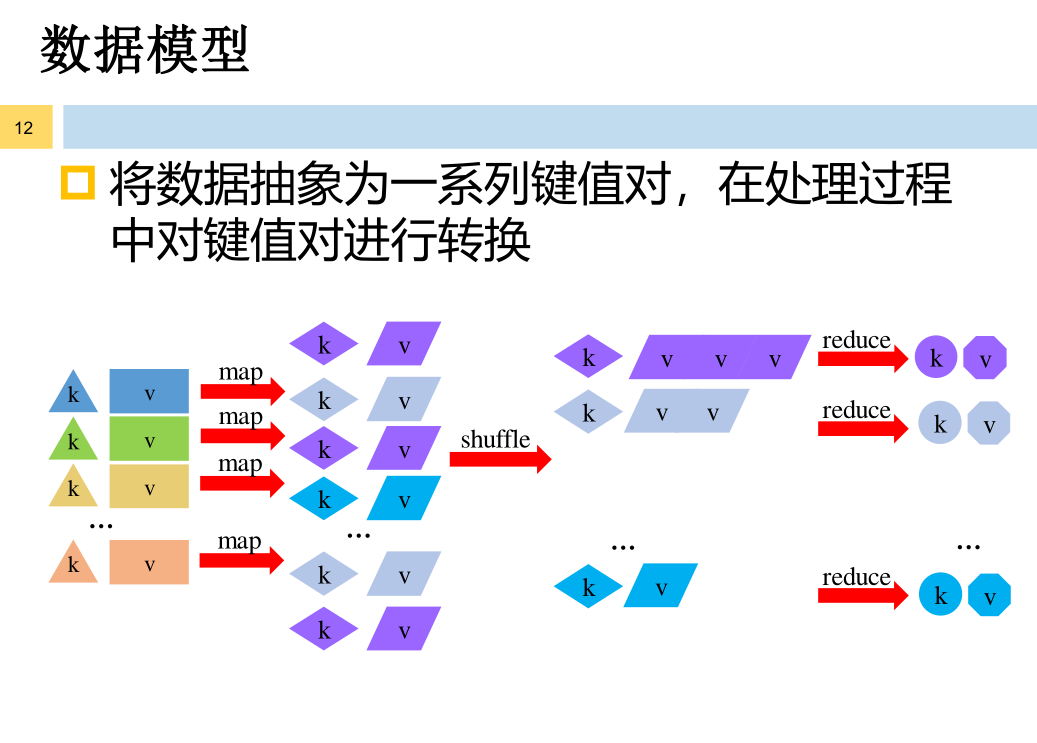 数据模型
12
将数据抽象为一系列键值对，在处理过程
中对键值对进行转换
k v
k v
k v
...
k v
map
map
map
map
k v
k v
k v
k v
...
k v
k v
shuffle
k v v v
k v v
...
k v
reduce
reduce
reduce
k v
k v
...
k v